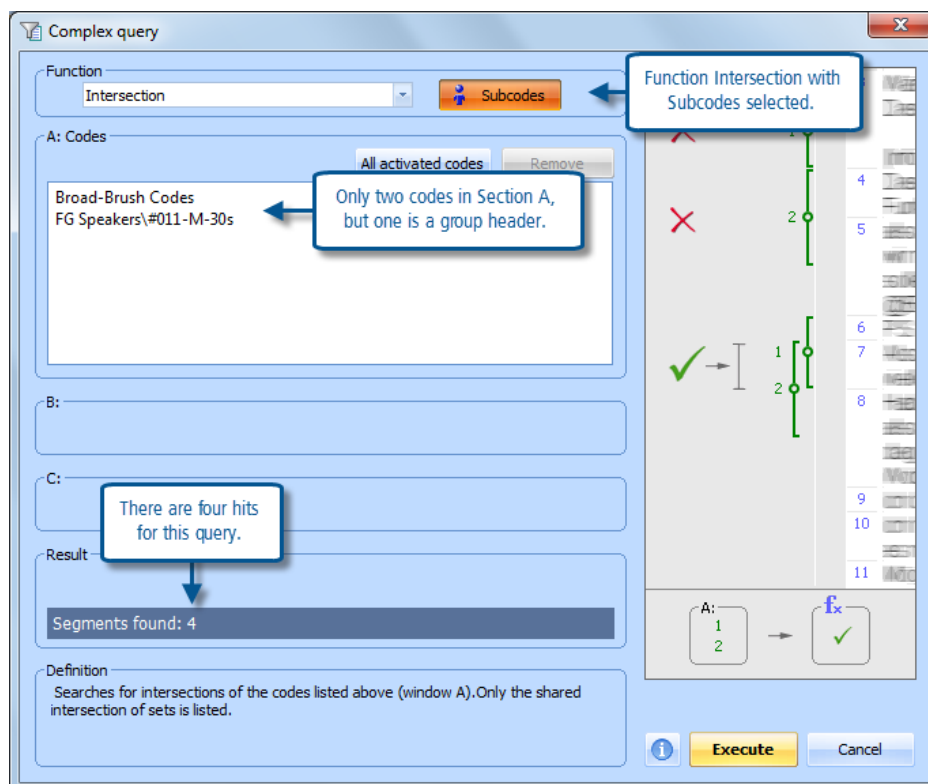 Complex query
Function
Intersection
Subcodes
Function Intersection with
Subcodes selected.
A: Codes
All activated codes
Remove
Broad-Brush Codes
FG Speakers\#011-M-30s
Only two codes in Section A,
but one is a group header.
B:
C:
There are four hits
for this query.
Result
Segments found: 4
Definition
Searches for intersections of the codes listed above (window A).Only the shared
intersection of sets is listed.
1
4
2
5
6
1
7
2
8
9
10
11
A:
1
2
fx
Execute
Cancel